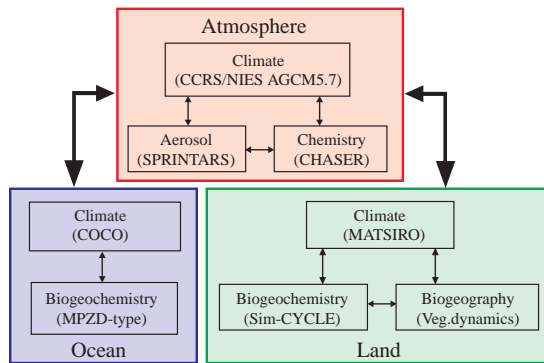 Atmosphere
Climate
(CCRS/NIES AGCM5.7)
Aerosol
(SPRINTARS)
Chemistry
(CHASER)
Climate
(COCO)
Biogeochemistry
(MPZD-type)
Ocean
Climate
(MATSIRO)
Biogeochemistry
(Sim-CYCLE)
Biogeography
(Veg.dynamics)
Land